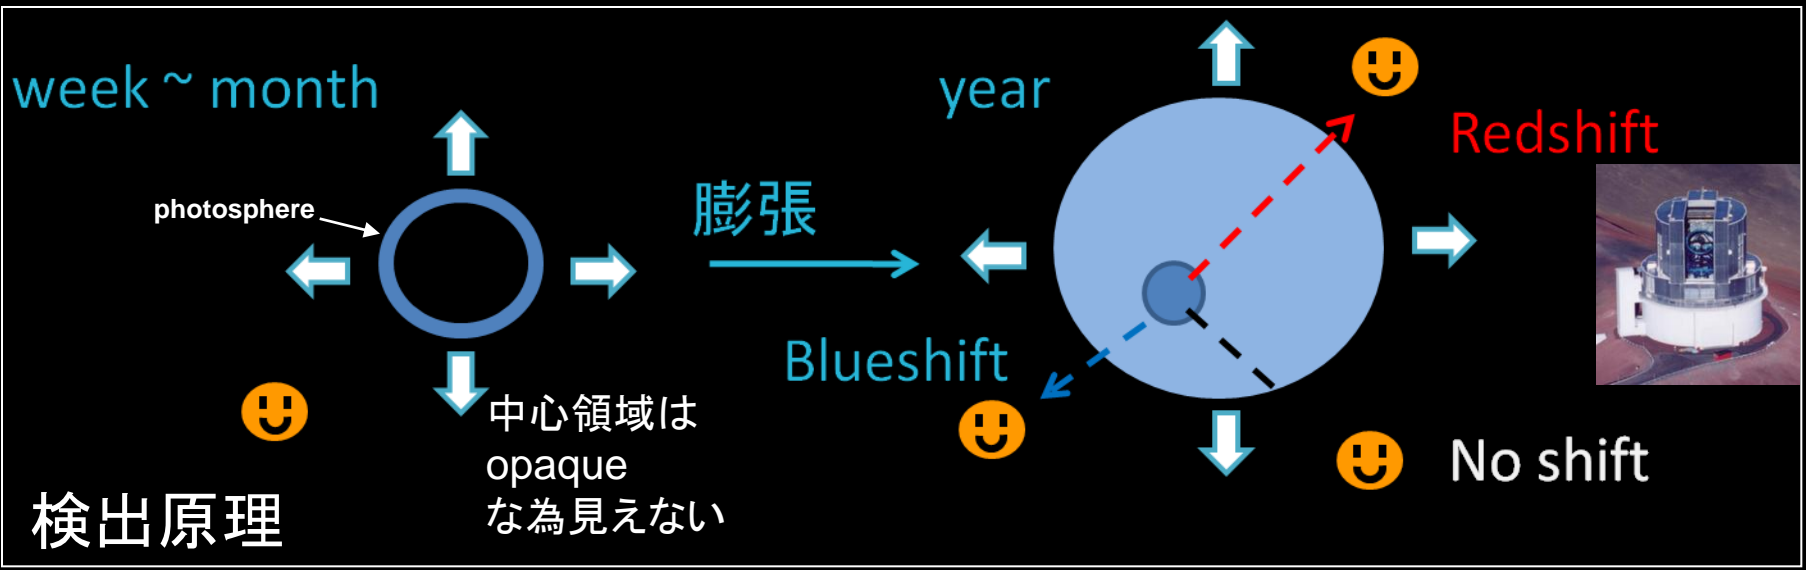 week ~ month
photosphere
中心領域は
opaque
な為見えない
検出原理
膨張
year
Redshift
Blueshift
No shift